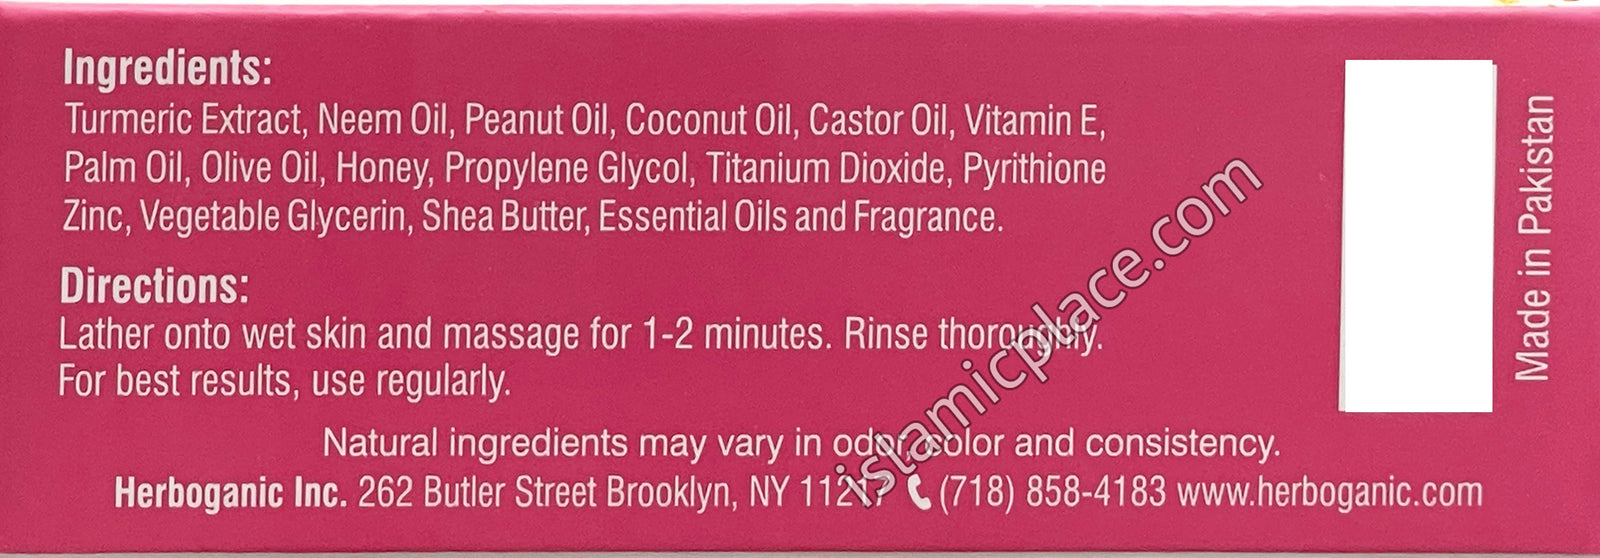 Ingredients:
Turmeric Extract, Neem Oil, Peanut Oil, Coconut Oil, Castor Oil, Vitamin E,
Palm Oil, Olive Oil, Honey, Propylene Glycol, Titanium Dioxide, Pyrithione
Zinc, Vegetable Glycerin, Shea Butter, Essential Oils and Fragrance.
Directions:
Lather onto wet skin and massage for 1-2 minutes. Rinse thoroughly.
For best results, use regularly.
Natural ingredients may vary in odor, color and consistency.
Herboganic Inc. 262 Butler Street Brooklyn, NY 11217 (718) 858-4183 www.herboganic.com
Made in Pakistan
islamicplace.com